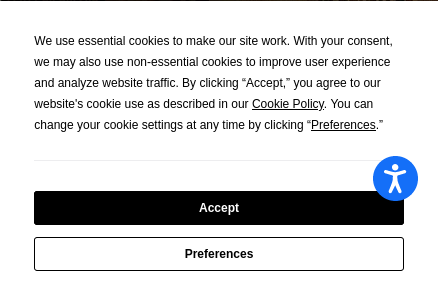 We use essential cookies to make our site work. With your consent,
we may also use non-essential cookies to improve user experience
and analyze website traffic. By clicking “Accept,” you agree to our
website's cookie use as described in our Cookie Policy. You can
change your cookie settings at any time by clicking “Preferences.”
Accept
Preferences